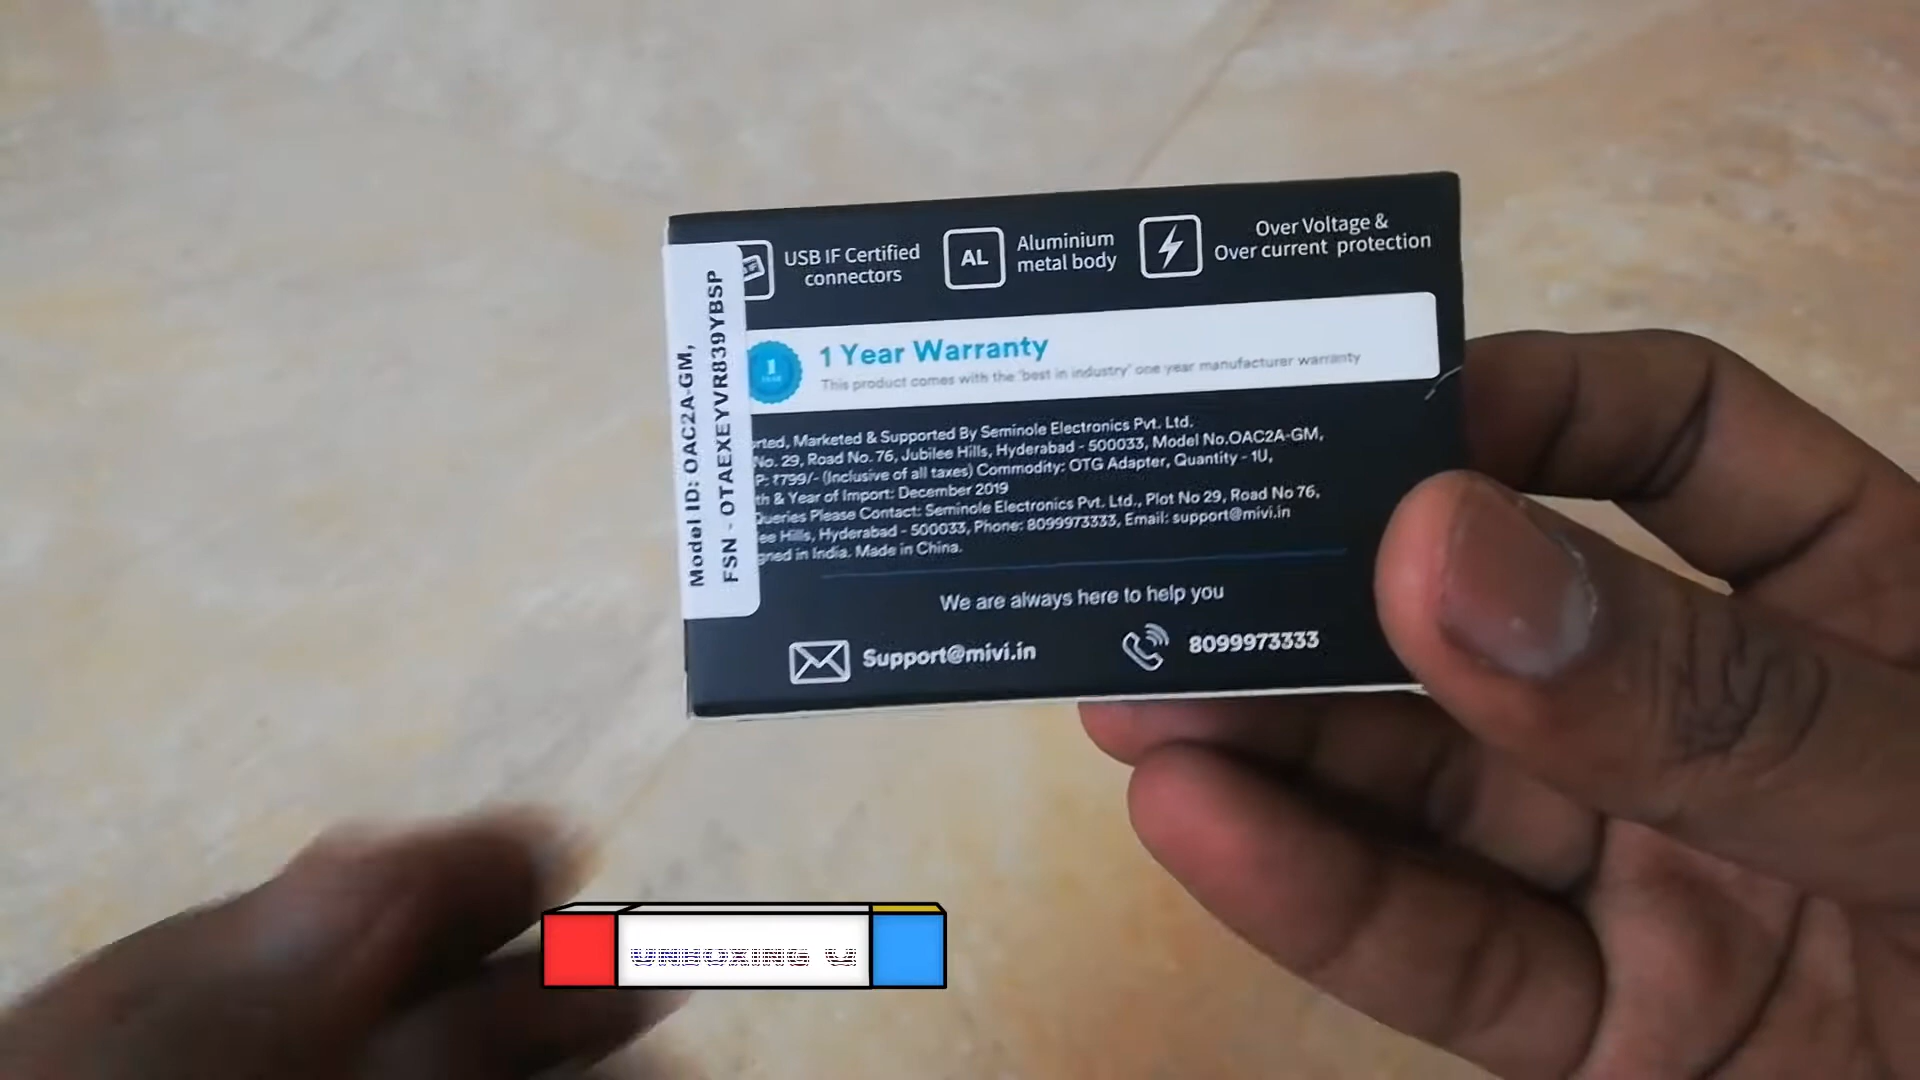 USB IF Certified
connectors
AL
Aluminium
metal body
Over Voltage &
Over current protection
Model ID: OAC2A-GM,
FSN - OTAEXEYVR839YBSP
1
1 Year Warranty
This product comes with the 'best in industry' one year manufacturer warranty
rted, Marketed & Supported By Seminole Electronics Pvt. Ltd.
No. 29, Road No. 76, Jubilee Hills, Hyderabad - 500033, Model No.OAC2A-GM,
P: ₹799/- (Inclusive of all taxes) Commodity: OTG Adapter, Quantity - 1U,
th & Year of Import: December 2019
Queries Please Contact: Seminole Electronics Pvt. Ltd., Plot No 29, Road No 76,
ee Hills, Hyderabad - 500033, Phone: 8099973333, Email: support@mivi.in
gned in India. Made in China.
We are always here to help you
Support@mivi.in
8099973333
UNBOXING